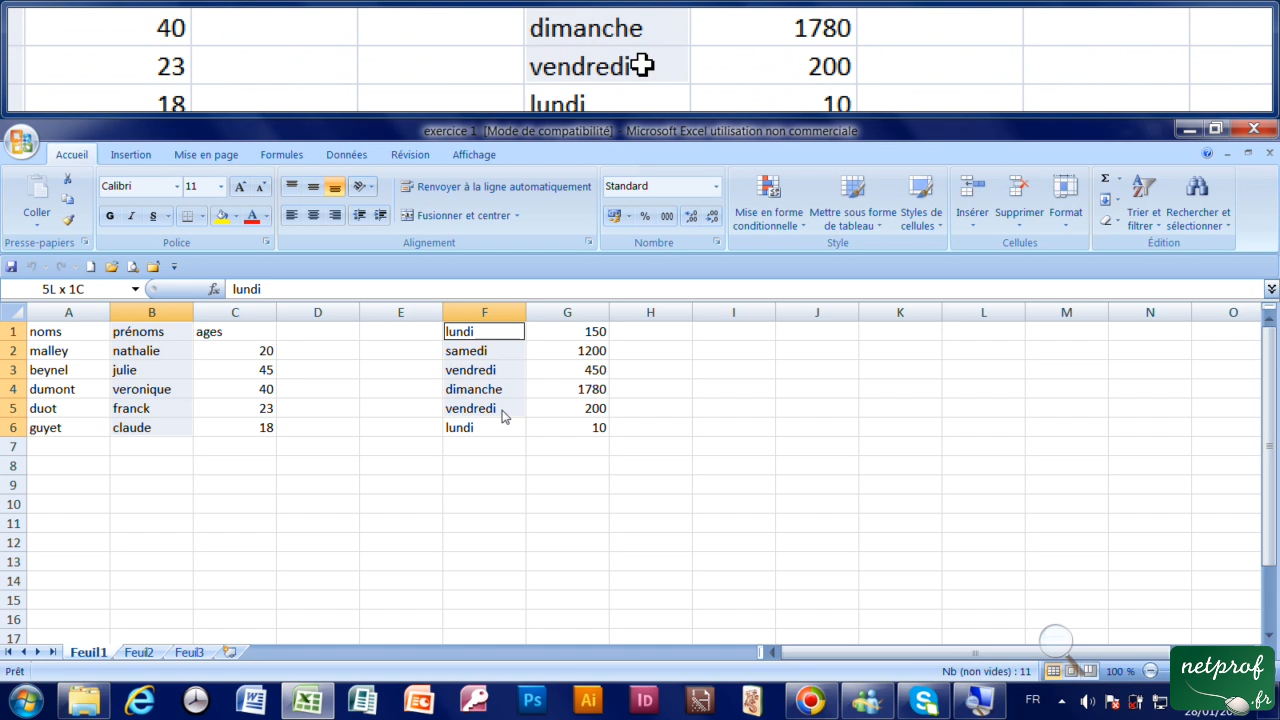 40 dimanche 1780
23 vendredi 200
18 lundi 10
exercice 1 [Mode de compatibilité] - Microsoft Excel utilisation non commerciale
Accueil Insertion Mise en page Formules Données Révision Affichage
Calibri 11 Renvoyer à la ligne automatiquement Standard
Coller G I S Fusionner et centrer % 000
Mise en forme conditionnelle Mettre sous forme de tableau Styles de cellules Insérer Supprimer Format Trier et filtrer Rechercher et sélectionner
Presse-papiers Police Alignement Nombre Style Cellules Édition
5L x 1C fx lundi
A B C D E F G H I J K L M N O
1 noms prénoms ages lundi 150
2 malley nathalie 20 samedi 1200
3 beynel julie 45 vendredi 450
4 dumont veronique 40 dimanche 1780
5 duot franck 23 vendredi 200
6 guyet claude 18 lundi 10
7
8
9
10
11
12
13
14
15
16
17
Feuil1 Feuil2 Feuil3
Prêt Nb (non vides) : 11 100 %
netprof.fr
Ps Ai ID FR